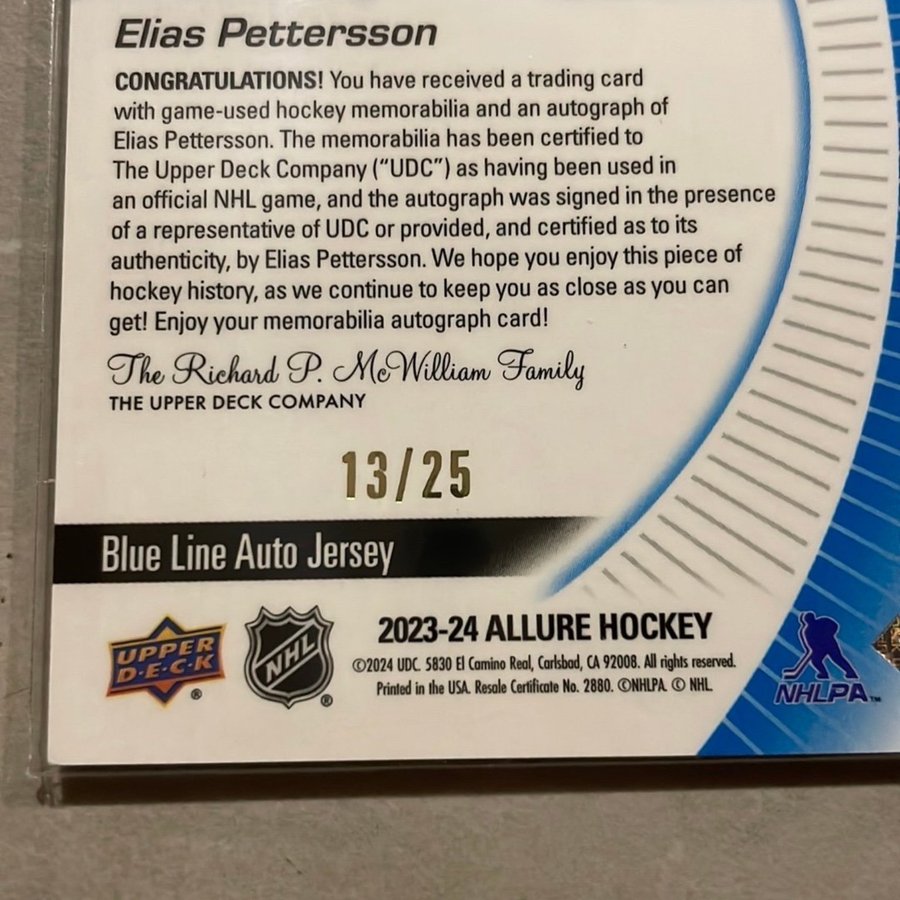 Elias Pettersson
CONGRATULATIONS! You have received a trading card
with game-used hockey memorabilia and an autograph of
Elias Pettersson. The memorabilia has been certified to
The Upper Deck Company (“UDC”) as having been used in
an official NHL game, and the autograph was signed in the presence
of a representative of UDC or provided, and certified as to its
authenticity, by Elias Pettersson. We hope you enjoy this piece of
hockey history, as we continue to keep you as close as you can
get! Enjoy your memorabilia autograph card!
The Richard P. McWilliam Family
THE UPPER DECK COMPANY
13/25
Blue Line Auto Jersey
UPPER
D·E·C·K
®
NHL
®
2023-24 ALLURE HOCKEY
©2024 UDC. 5830 El Camino Real, Carlsbad, CA 92008. All rights reserved.
Printed in the USA. Resale Certificate No. 2880. ©NHLPA. © NHL.
NHLPA™